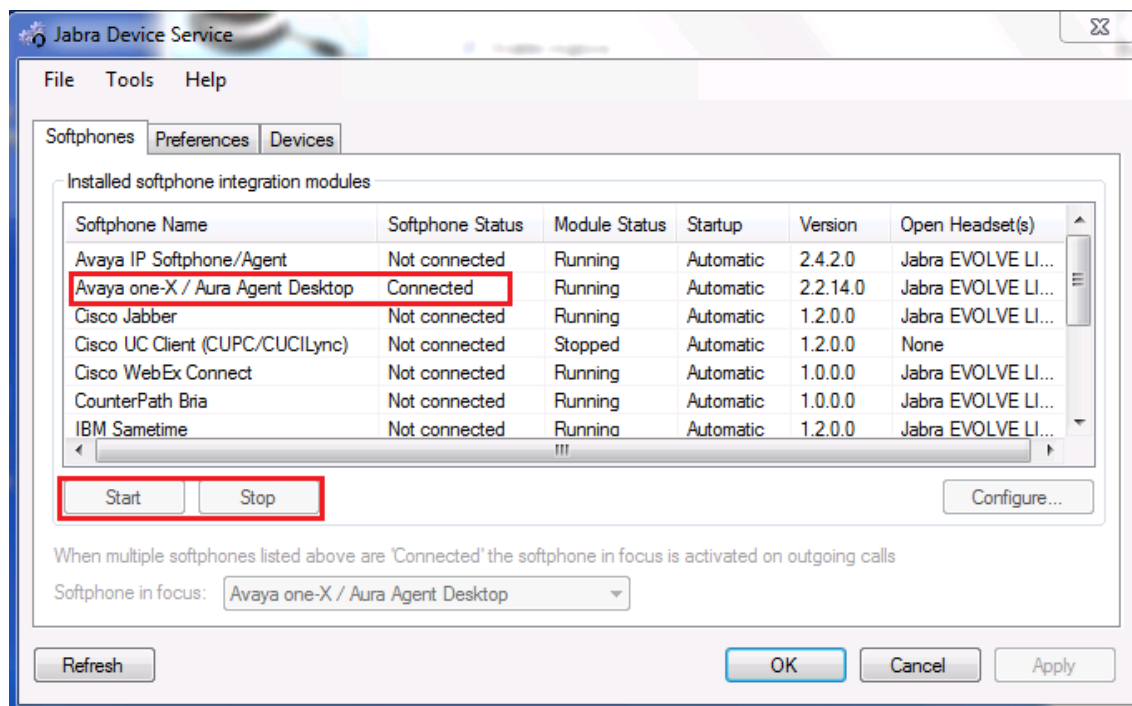 Jabra Device Service
File Tools Help
Softphones Preferences Devices
Installed softphone integration modules
Softphone Name Softphone Status Module Status Startup Version Open Headset(s)
Avaya IP Softphone/Agent Not connected Running Automatic 2.4.2.0 Jabra EVOLVE LI...
Avaya one-X / Aura Agent Desktop Connected Running Automatic 2.2.14.0 Jabra EVOLVE LI...
Cisco Jabber Not connected Running Automatic 1.2.0.0 Jabra EVOLVE LI...
Cisco UC Client (CUPC/CUCILync) Not connected Stopped Automatic 1.2.0.0 None
Cisco WebEx Connect Not connected Running Automatic 1.0.0.0 Jabra EVOLVE LI...
CounterPath Bria Not connected Running Automatic 1.0.0.0 Jabra EVOLVE LI...
IBM Sametime Not connected Running Automatic 1.2.0.0 Jabra EVOLVE LI...
Start Stop Configure...
When multiple softphones listed above are 'Connected' the softphone in focus is activated on outgoing calls
Softphone in focus: Avaya one-X / Aura Agent Desktop
Refresh OK Cancel Apply